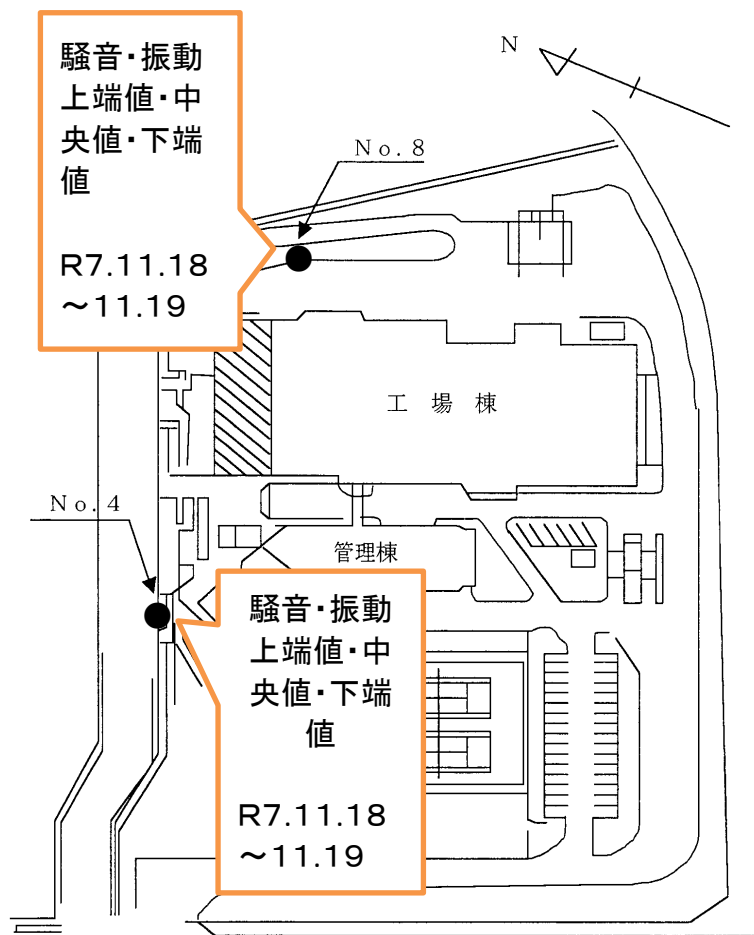 騒音・振動
上端値・中
央値・下端
値
R7.11.18
～11.19
N
No.8
工場棟
No.4
管理棟
騒音・振動
上端値・中
央値・下端
値
R7.11.18
～11.19